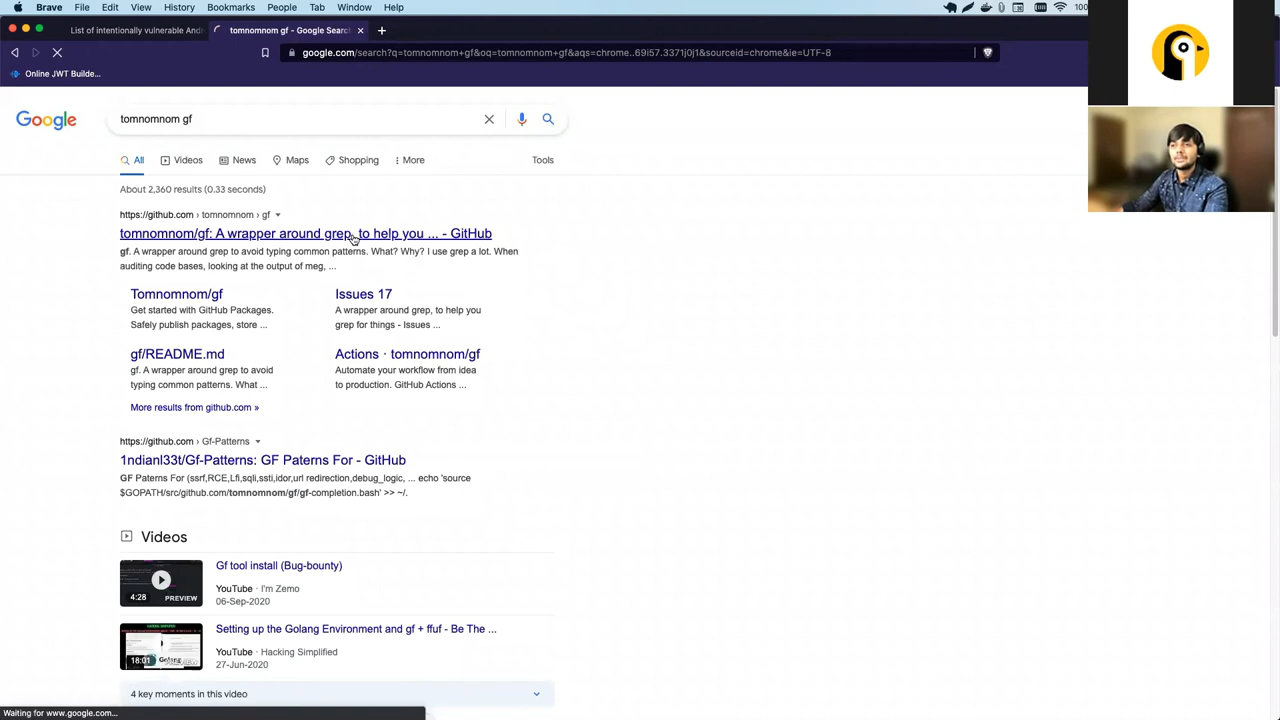 Brave File Edit View History Bookmarks People Tab Window Help
List of intentionally vulnerable And
tomnomnom gf - Google Search
google.com/search?q=tomnomnom+gf&oq=tomnomnom+gf&aqs=chrome..69i57.3371j0j1&sourceid=chrome&ie=UTF-8
Online JWT Builde...
Google
tomnomnom gf
All Videos News Maps Shopping More Tools
About 2,360 results (0.33 seconds)
https://github.com › tomnomnom › gf
tomnomnom/gf: A wrapper around grep, to help you ... - GitHub
gf. A wrapper around grep to avoid typing common patterns. What? Why? I use grep a lot. When
auditing code bases, looking at the output of meg, ...
Tomnomnom/gf
Get started with GitHub Packages.
Safely publish packages, store ...
Issues 17
A wrapper around grep, to help you
grep for things - Issues ...
gf/README.md
gf. A wrapper around grep to avoid
typing common patterns. What ...
Actions · tomnomnom/gf
Automate your workflow from idea
to production. GitHub Actions ...
More results from github.com »
https://github.com › Gf-Patterns
1ndianl33t/Gf-Patterns: GF Paterns For - GitHub
GF Paterns For (ssrf,RCE,Lfi,sqli,ssti,idor,url redirection,debug_logic, ... echo 'source
$GOPATH/src/github.com/tomnomnom/gf/gf-completion.bash' >> ~/.
Videos
4:28
PREVIEW
Gf tool install (Bug-bounty)
YouTube · I'm Zemo
06-Sep-2020
18:01
Setting up the Golang Environment and gf + ffuf - Be The ...
YouTube · Hacking Simplified
27-Jun-2020
4 key moments in this video
Waiting for www.google.com...